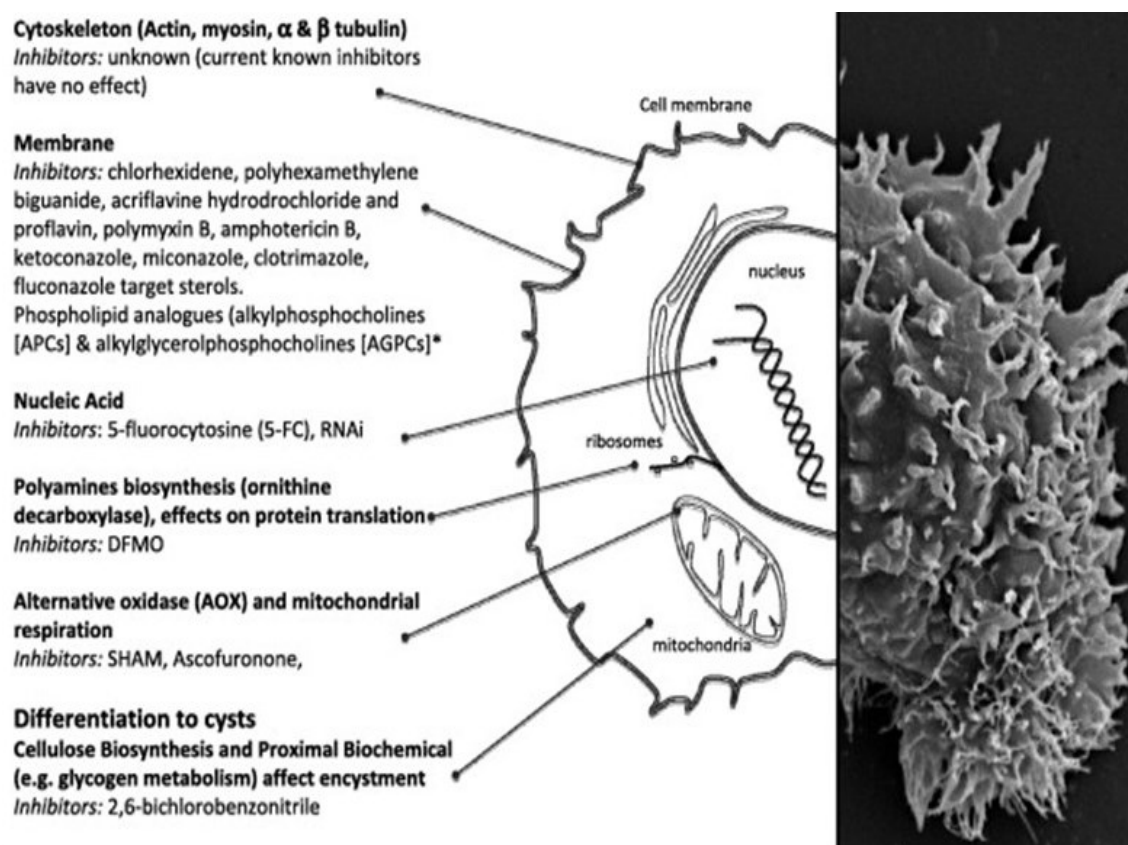 Cytoskeleton (Actin, myosin, α & β tubulin)
Inhibitors: unknown (current known inhibitors
have no effect)
Cell membrane
Membrane
Inhibitors: chlorhexidene, polyhexamethylene
biguanide, acriflavine hydrodrochloride and
proflavin, polymyxin B, amphotericin B,
ketoconazole, miconazole, clotrimazole,
fluconazole target sterols.
Phospholipid analogues (alkylphosphocholines
[APCs] & alkylglycerolphosphocholines [AGPCs]*
nucleus
Nucleic Acid
Inhibitors: 5-fluorocytosine (5-FC), RNAi
ribosomes
Polyamines biosynthesis (ornithine
decarboxylase), effects on protein translation
Inhibitors: DFMO
Alternative oxidase (AOX) and mitochondrial
respiration
Inhibitors: SHAM, Ascofuronone,
mitochondria
Differentiation to cysts
Cellulose Biosynthesis and Proximal Biochemical
(e.g. glycogen metabolism) affect encystment
Inhibitors: 2,6-bichlorobenzonitrile